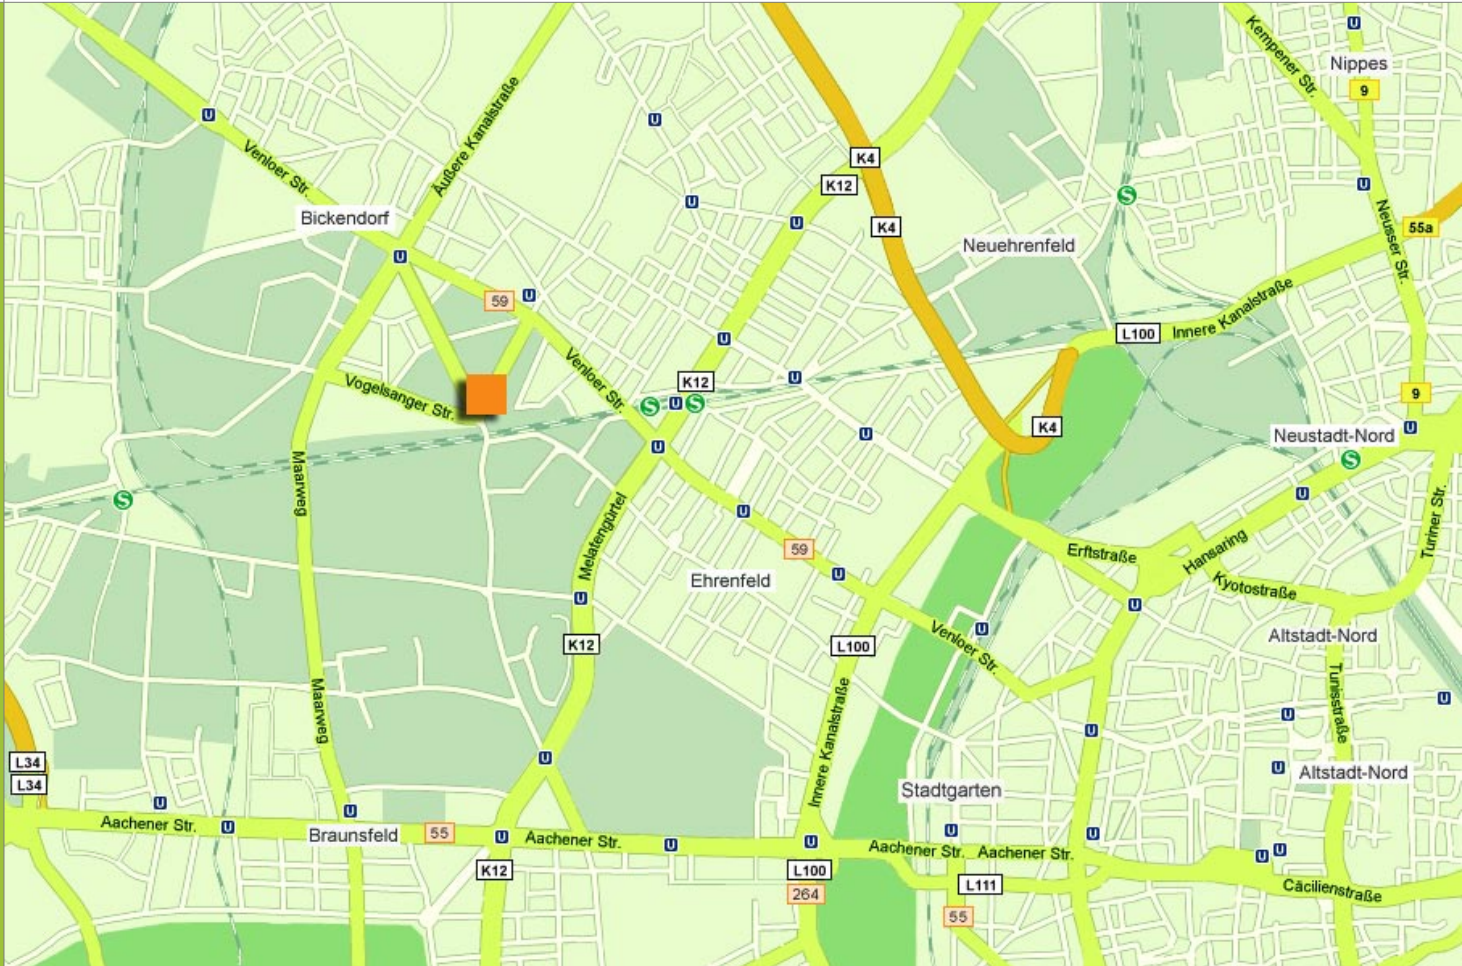 Kempener Str.
U
Nippes
9
Äußere Kanalstraße
U
U
K4
Venloer Str.
K12
U
S
U
Neusser Str.
Bickendorf
U
K4
55a
Neuehrenfeld
U
59
U
Innere Kanalstraße
L100
U
Venloer Str.
K12
U
Vogelsanger Str.
9
S
U
S
K4
U
U
Neustadt-Nord
U
S
Maarweg
U
S
U
Turiner Str.
Melatengürtel
59
Erftstraße
Hansaring
U
Ehrenfeld
Kyotostraße
U
U
U
Venloer Str.
Altstadt-Nord
K12
L100
Tunisstraße
U
Maarweg
Innere Kanalstraße
U
U
L34
U
U
Altstadt-Nord
L34
Stadtgarten
U
U
Aachener Str.
U
Braunsfeld
55
U
Aachener Str.
U
U
U
U
Aachener Str.
Aachener Str.
U
U
K12
L100
L111
Cäcilienstraße
264
55